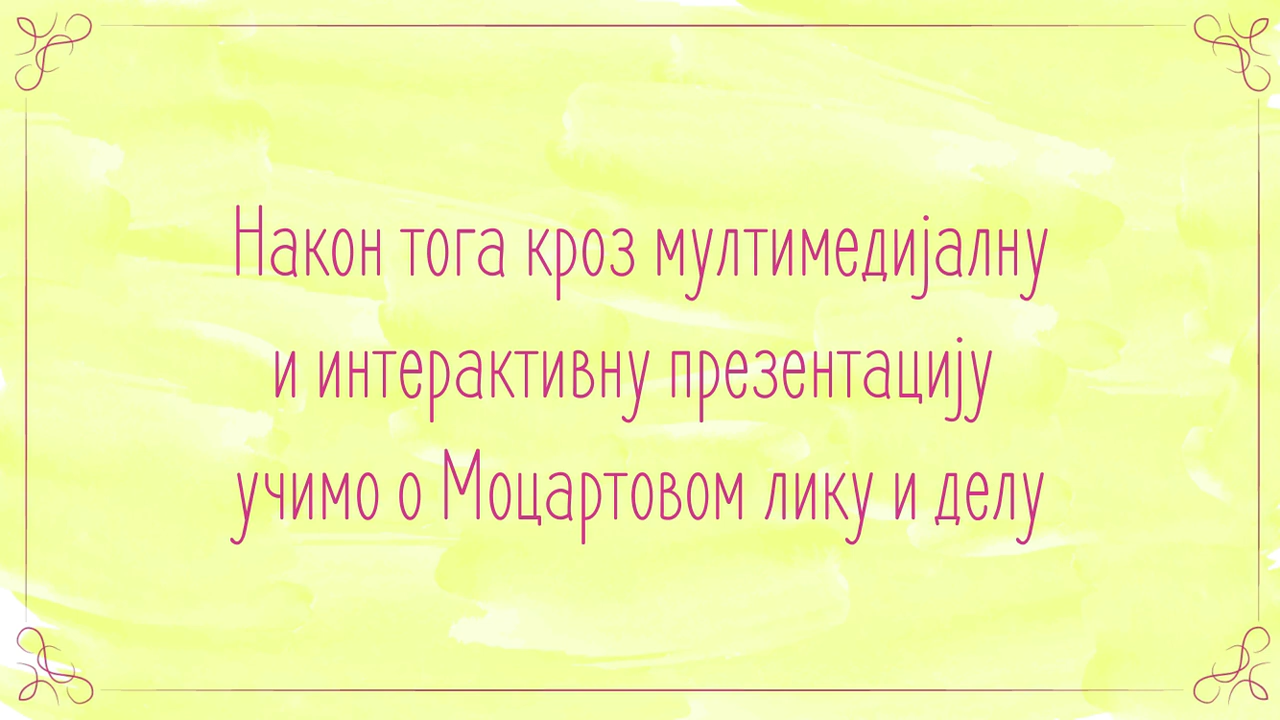 Након тога кроз мултимедијалну
и интерактивну презентацију
учимо о Моцартовом лику и делу